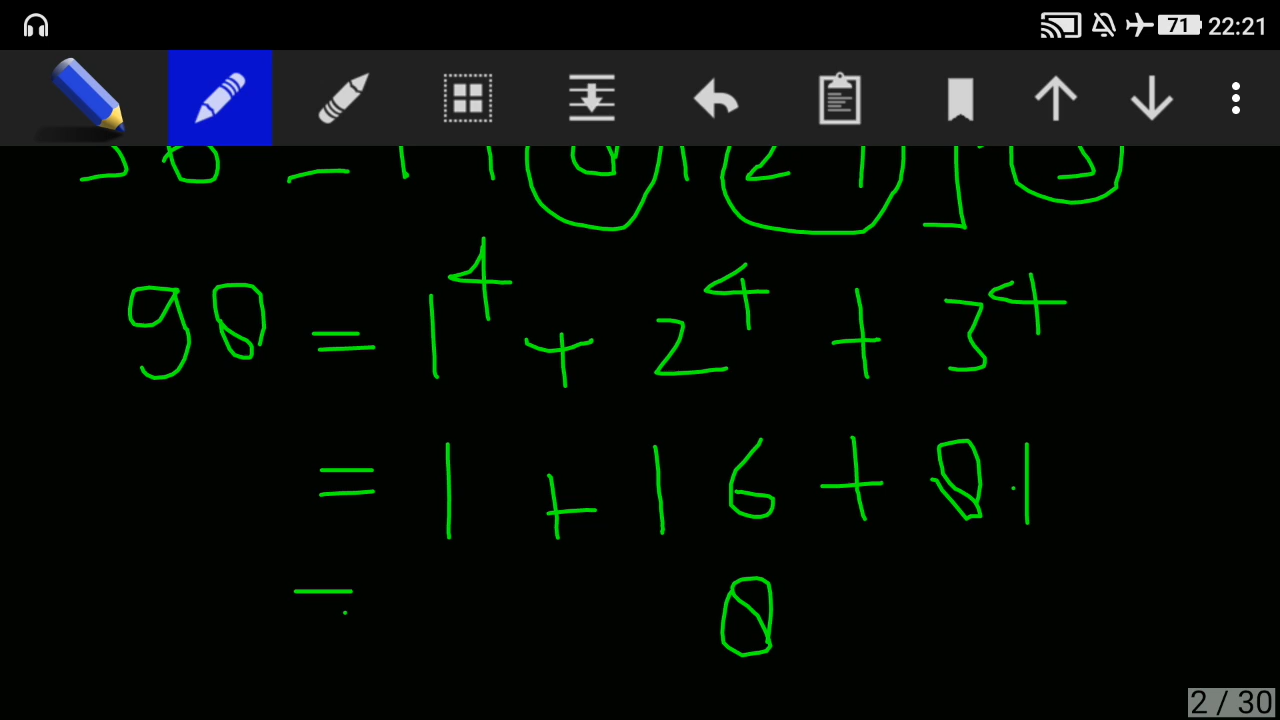 71 22:21
98 = 1⁴ + 2⁴ + 3⁴
= 1 + 16 + 81
= 8
2 / 30